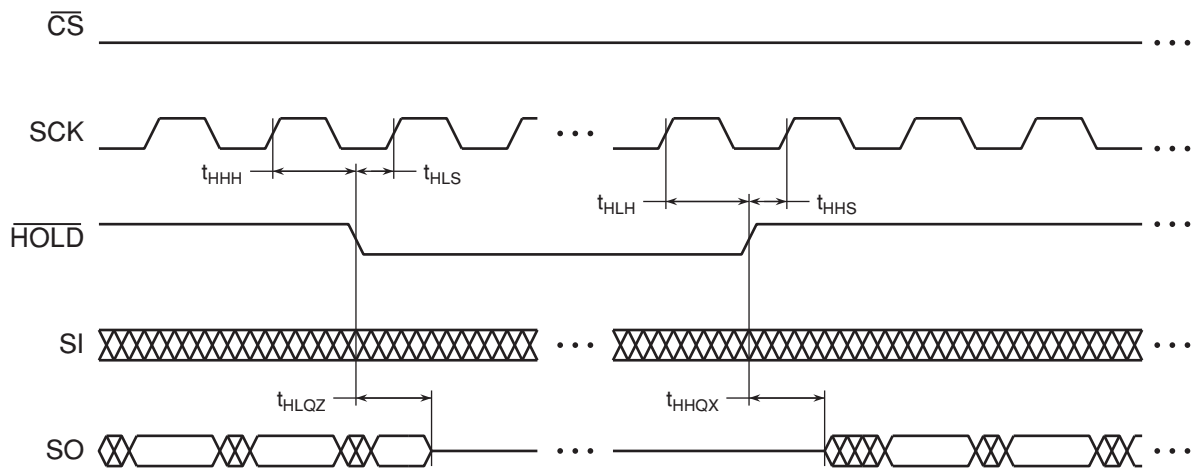 CS
SCK
tHHH tHLS
tHLH tHHS
HOLD
SI
tHLQZ tHHQX
SO